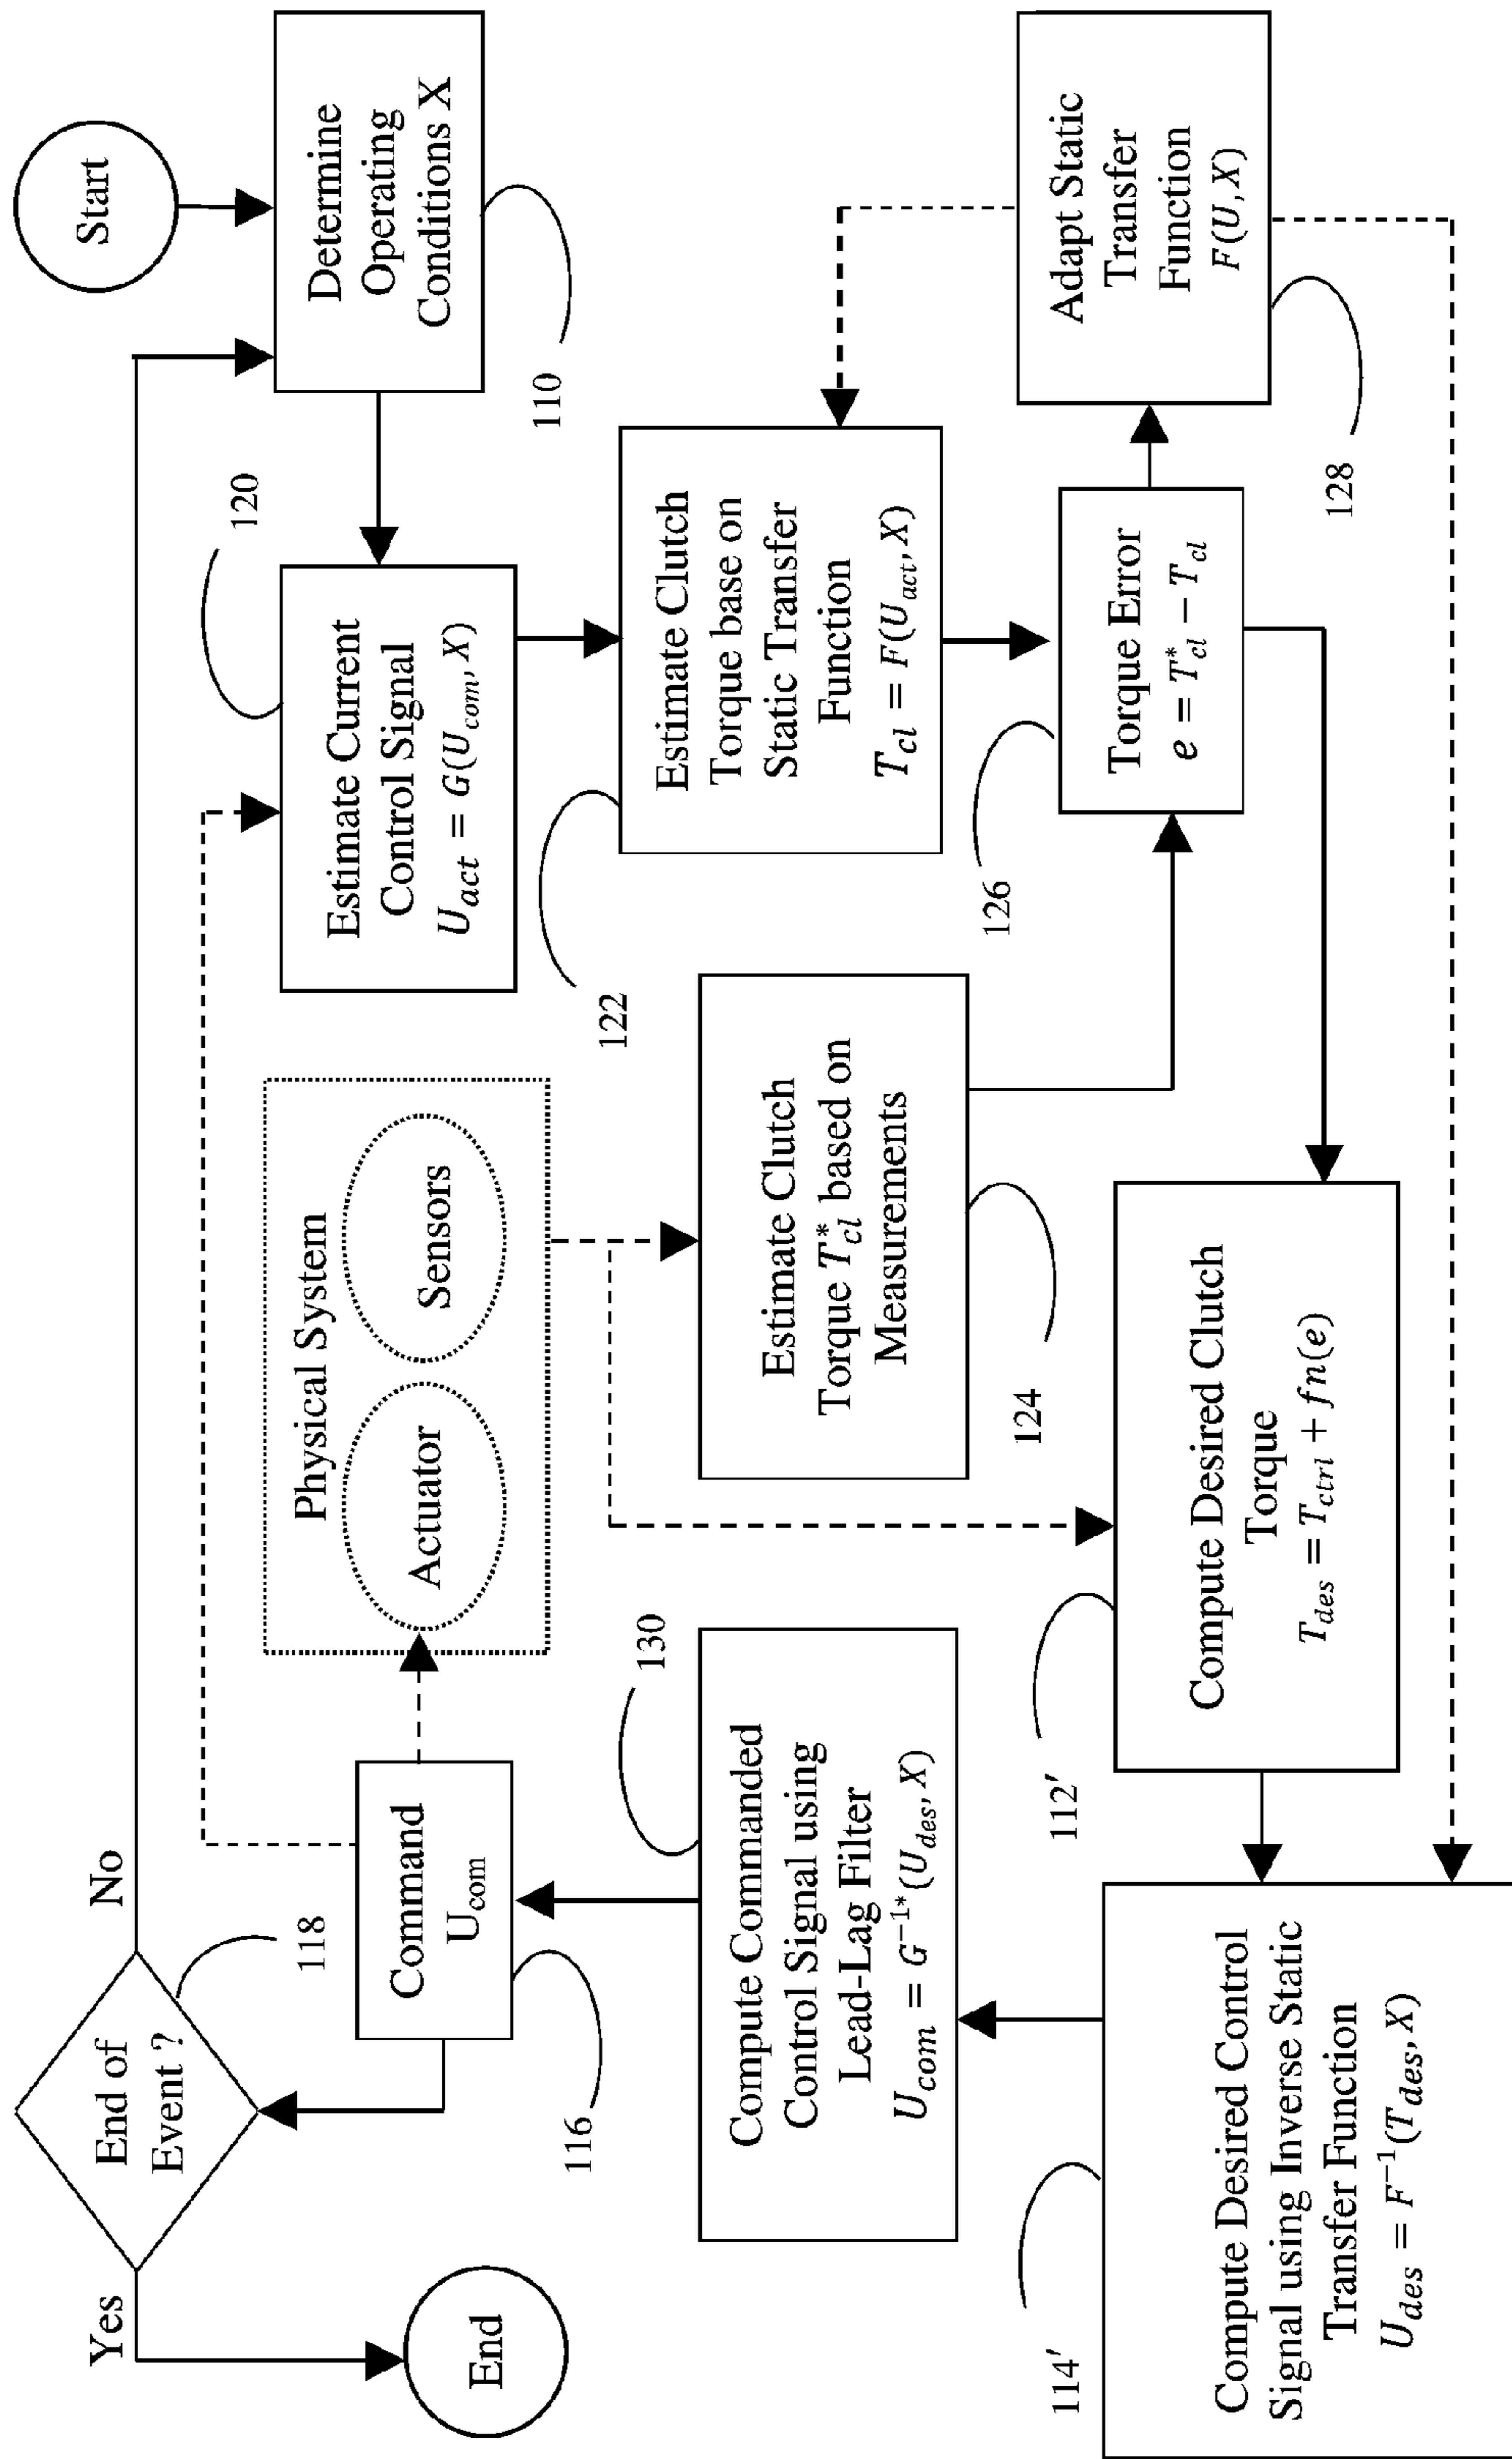 Start
Determine
Operating
Conditions X
110
Estimate Current
Control Signal
U_act = G(U_com, X)
120
Estimate Clutch
Torque base on
Static Transfer
Function
T_cl = F(U_act, X)
122
Physical System
Actuator
Sensors
Estimate Clutch
Torque T*_cl based on
Measurements
124
Torque Error
e = T*_cl − T_cl
126
Adapt Static
Transfer
Function
F(U, X)
128
Compute Desired Clutch
Torque
T_des = T_ctrl + fn(e)
112′
Compute Desired Control
Signal using Inverse Static
Transfer Function
U_des = F⁻¹(T_des, X)
114′
Compute Commanded
Control Signal using
Lead-Lag Filter
U_com = G⁻¹*(U_des, X)
130
Command
U_com
116
End of
Event ?
118
No
Yes
End